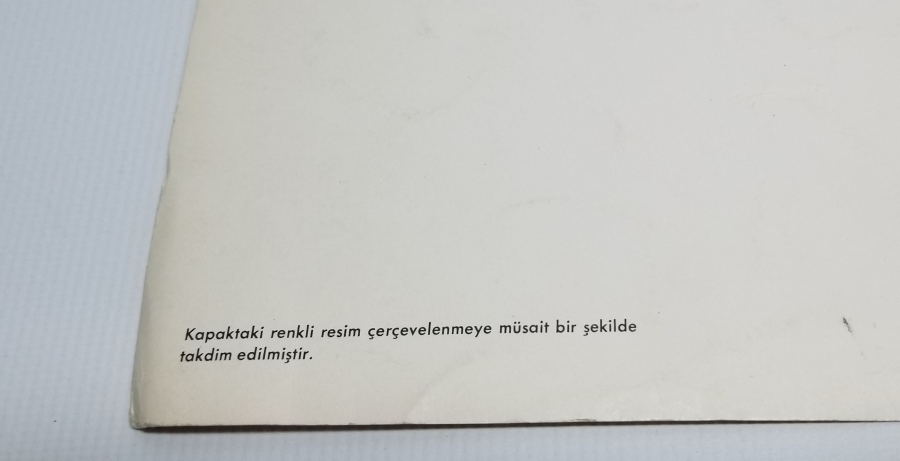 Kapaktaki renkli resim çerçevelenmeye müsait bir şekilde
takdim edilmiştir.